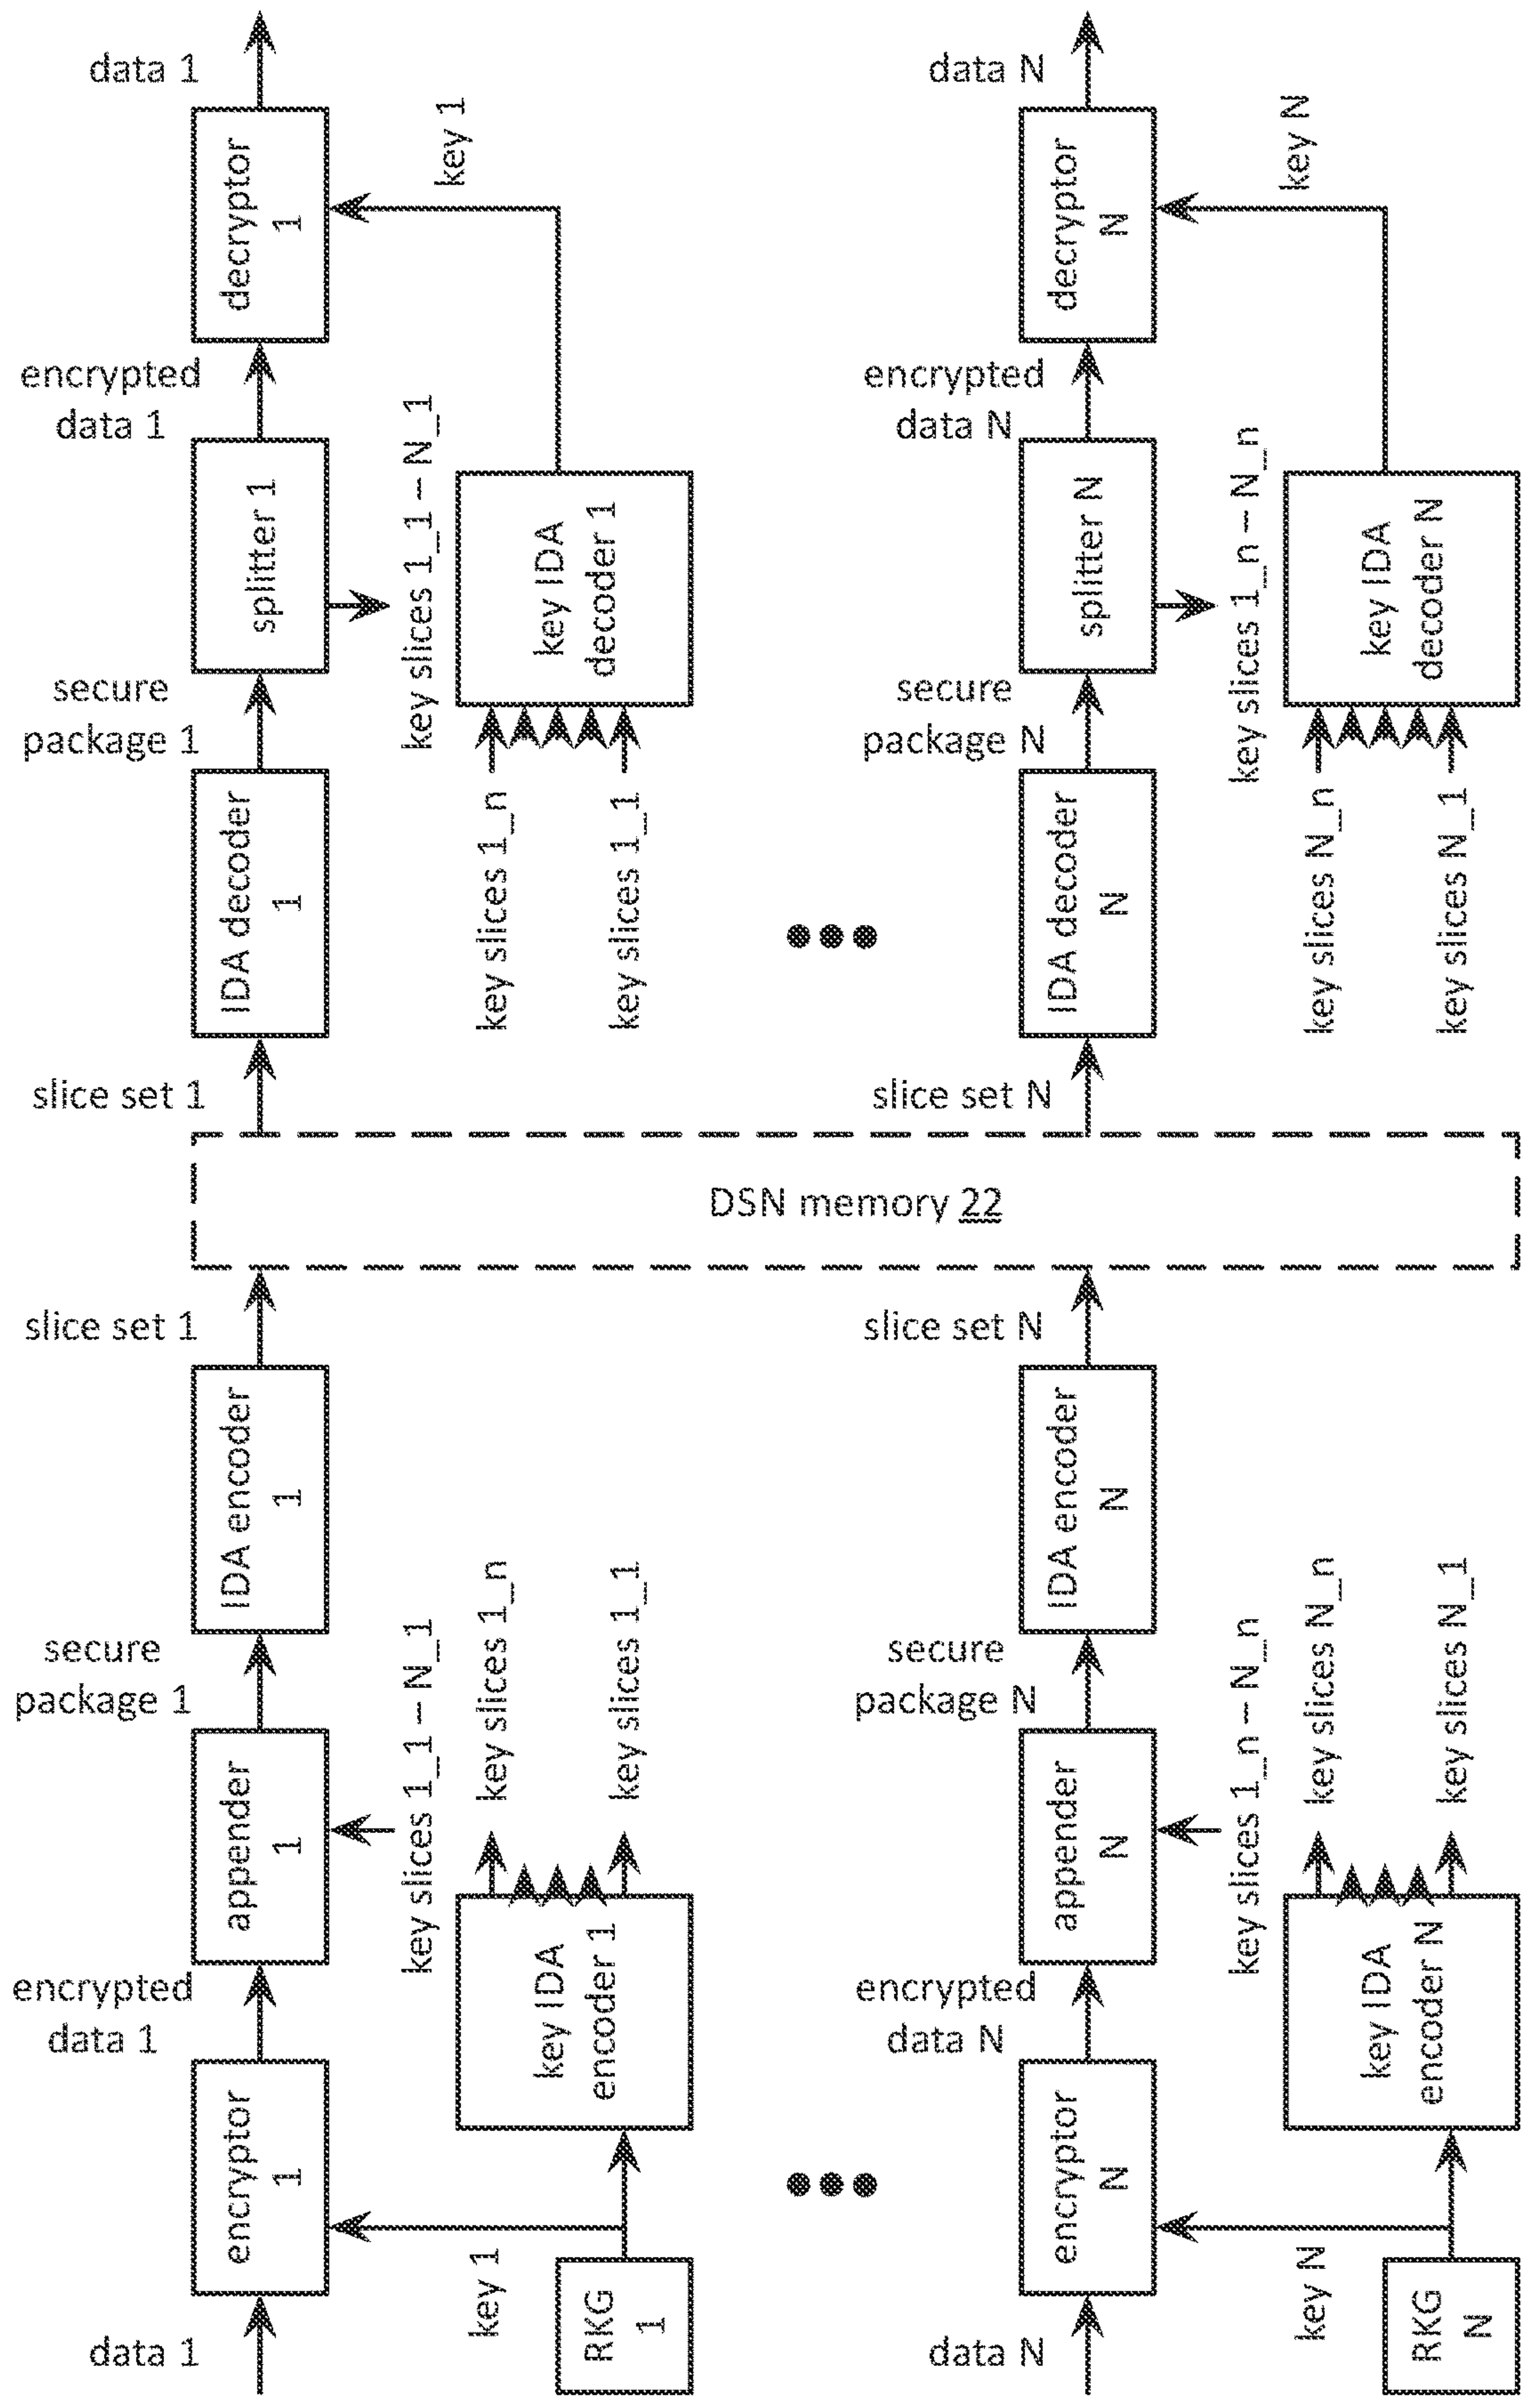 data 1
data N
key 1
key N
decryptor
1
decryptor
N
encrypted
data 1
encrypted
data N
splitter 1
key slices 1_1 – N_1
splitter N
key slices 1_n – N_n
key IDA
decoder 1
key IDA
decoder N
secure
package 1
secure
package N
IDA decoder
1
key slices 1_n
key slices 1_1
IDA decoder
N
key slices N_n
key slices N_1
slice set 1
slice set N
DSN memory 22
slice set 1
slice set N
IDA encoder
1
IDA encoder
N
secure
package 1
key slices 1_1 – N_1
key slices 1_n
key slices 1_1
secure
package N
key slices 1_n – N_n
key slices N_n
key slices N_1
appender
1
appender
N
encrypted
data 1
key IDA
encoder 1
encrypted
data N
key IDA
encoder N
encryptor
1
encryptor
N
key 1
key N
data 1
RKG
1
data N
RKG
N